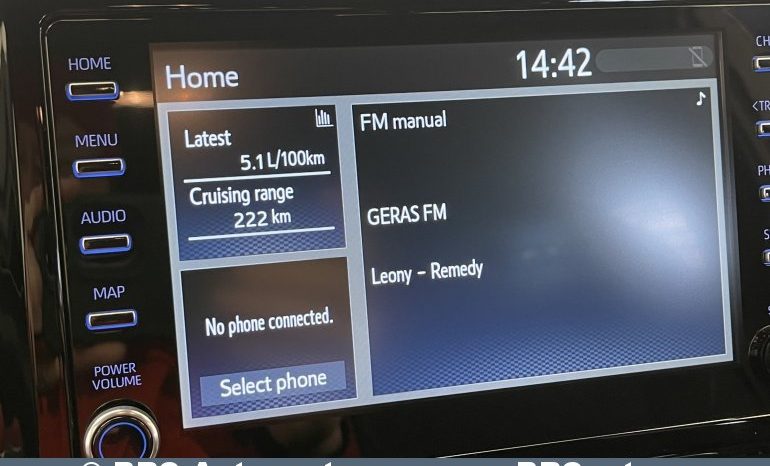 HOME
MENU
AUDIO
MAP
POWER
VOLUME
Home
14:42
Latest
5.1 L/100km
Cruising range
222 km
No phone connected.
Select phone
FM manual
GERAS FM
Leony - Remedy